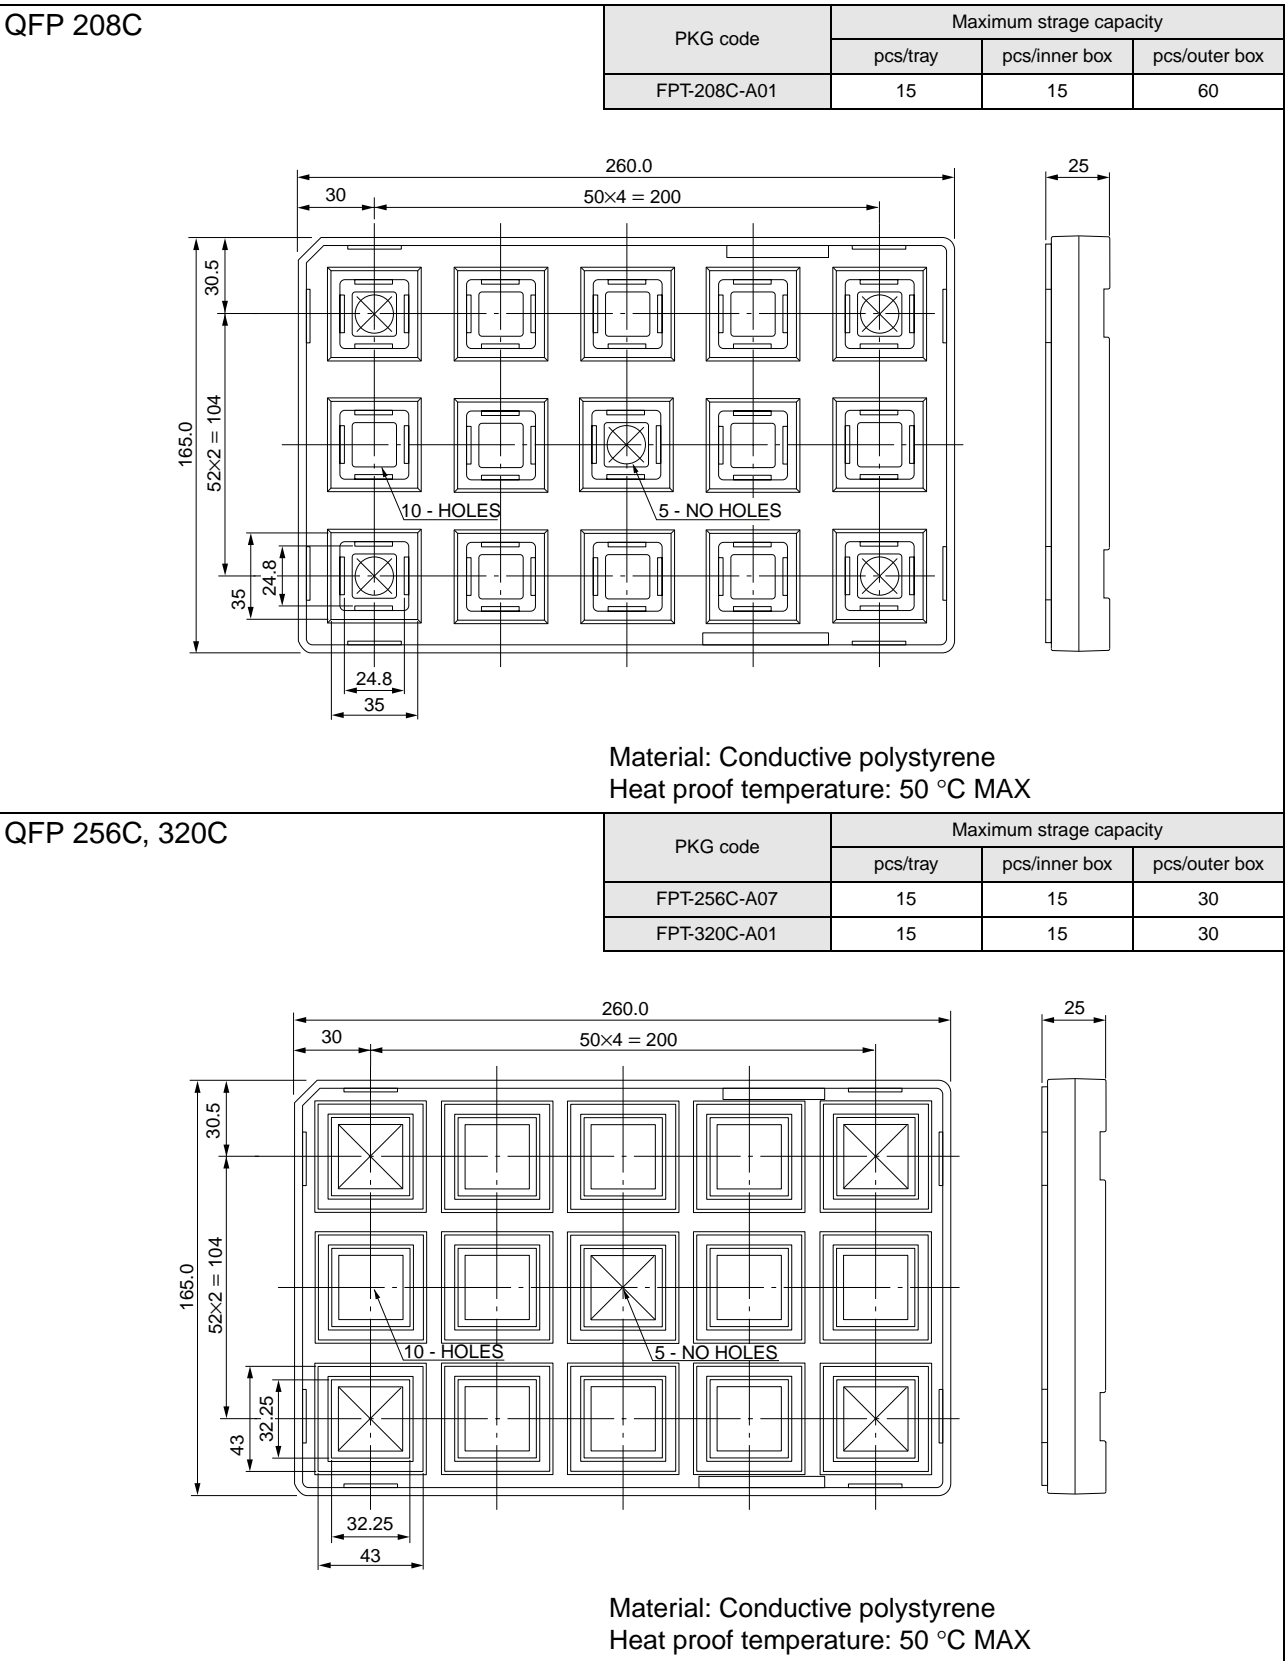 QFP 208C
PKG code
Maximum strage capacity
pcs/tray
pcs/inner box
pcs/outer box
FPT-208C-A01
15
15
60
260.0
25
30
50×4 = 200
30.5
165.0
52×2 = 104
10 - HOLES
5 - NO HOLES
24.8
35
24.8
35
Material: Conductive polystyrene
Heat proof temperature: 50 °C MAX
QFP 256C, 320C
PKG code
Maximum strage capacity
pcs/tray
pcs/inner box
pcs/outer box
FPT-256C-A07
15
15
30
FPT-320C-A01
15
15
30
260.0
25
30
50×4 = 200
30.5
165.0
52×2 = 104
10 - HOLES
5 - NO HOLES
32.25
43
32.25
43
Material: Conductive polystyrene
Heat proof temperature: 50 °C MAX